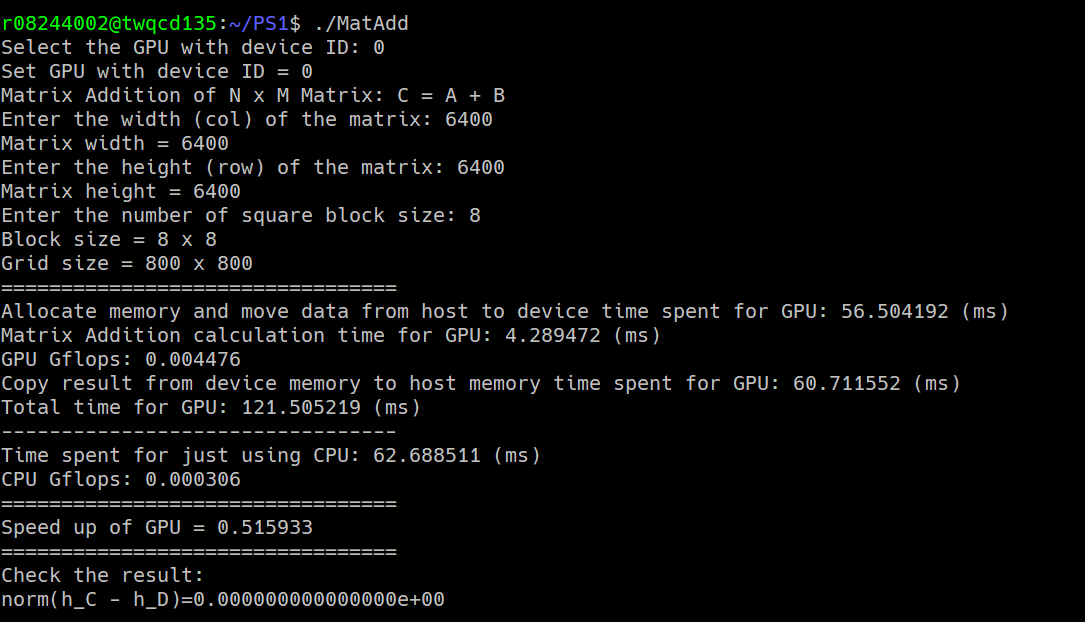 r08244002@twqcd135:~/PS1$ ./MatAdd
Select the GPU with device ID: 0
Set GPU with device ID = 0
Matrix Addition of N x M Matrix: C = A + B
Enter the width (col) of the matrix: 6400
Matrix width = 6400
Enter the height (row) of the matrix: 6400
Matrix height = 6400
Enter the number of square block size: 8
Block size = 8 x 8
Grid size = 800 x 800
=================================
Allocate memory and move data from host to device time spent for GPU: 56.504192 (ms)
Matrix Addition calculation time for GPU: 4.289472 (ms)
GPU Gflops: 0.004476
Copy result from device memory to host memory time spent for GPU: 60.711552 (ms)
Total time for GPU: 121.505219 (ms)
---------------------------------
Time spent for just using CPU: 62.688511 (ms)
CPU Gflops: 0.000306
=================================
Speed up of GPU = 0.515933
=================================
Check the result:
norm(h_C - h_D)=0.000000000000000e+00